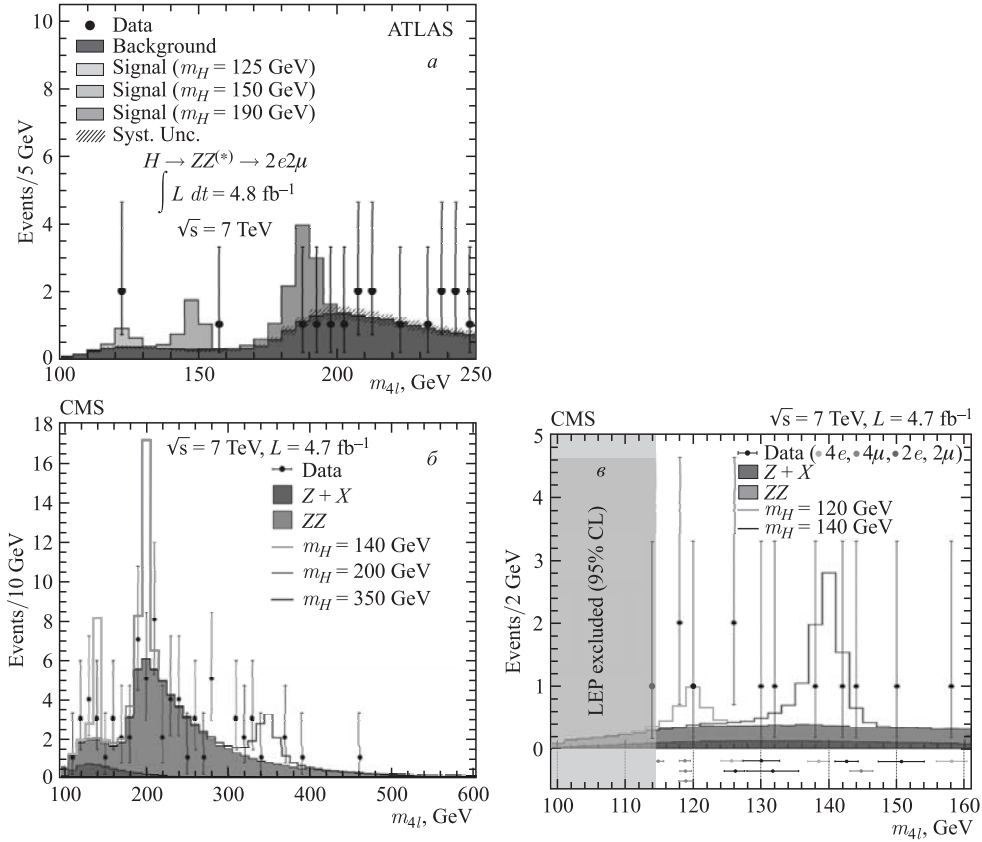 10
8
6
4
2
0
Events/5 GeV
Data
Background
Signal (m_H = 125 GeV)
Signal (m_H = 150 GeV)
Signal (m_H = 190 GeV)
Syst. Unc.
H → ZZ^(*) → 2e2μ
∫ L dt = 4.8 fb⁻¹
√s = 7 TeV
ATLAS
а
100 150 200 250
m_4l, GeV
CMS
18
16
14
12
10
8
6
4
2
0
Events/10 GeV
√s = 7 TeV, L = 4.7 fb⁻¹
б
Data
Z + X
ZZ
m_H = 140 GeV
m_H = 200 GeV
m_H = 350 GeV
100 200 300 400 500 600
m_4l, GeV
CMS
√s = 7 TeV, L = 4.7 fb⁻¹
5
4
3
2
1
0
Events/2 GeV
в
LEP excluded (95% CL)
Data (• 4e, • 4μ, • 2e, 2μ)
Z + X
ZZ
m_H = 120 GeV
m_H = 140 GeV
100 110 120 130 140 150 160
m_4l, GeV